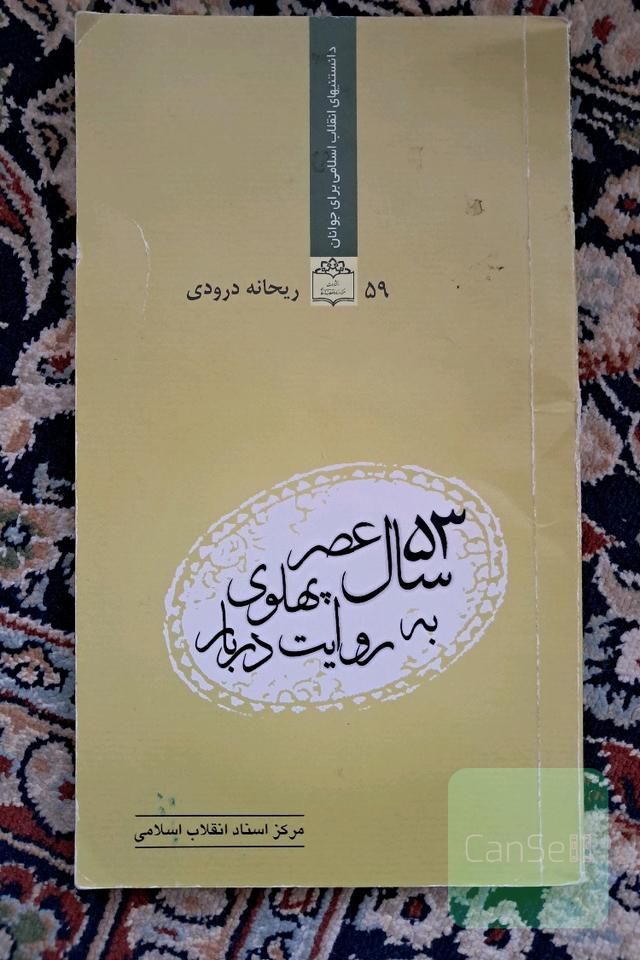 دانستنیهای انقلاب اسلامی برای جوانان
۵۹
ریحانه درودی
۵۳ سال عصر
پهلوی
به روایت دربار
مرکز اسناد انقلاب اسلامی
CanSell